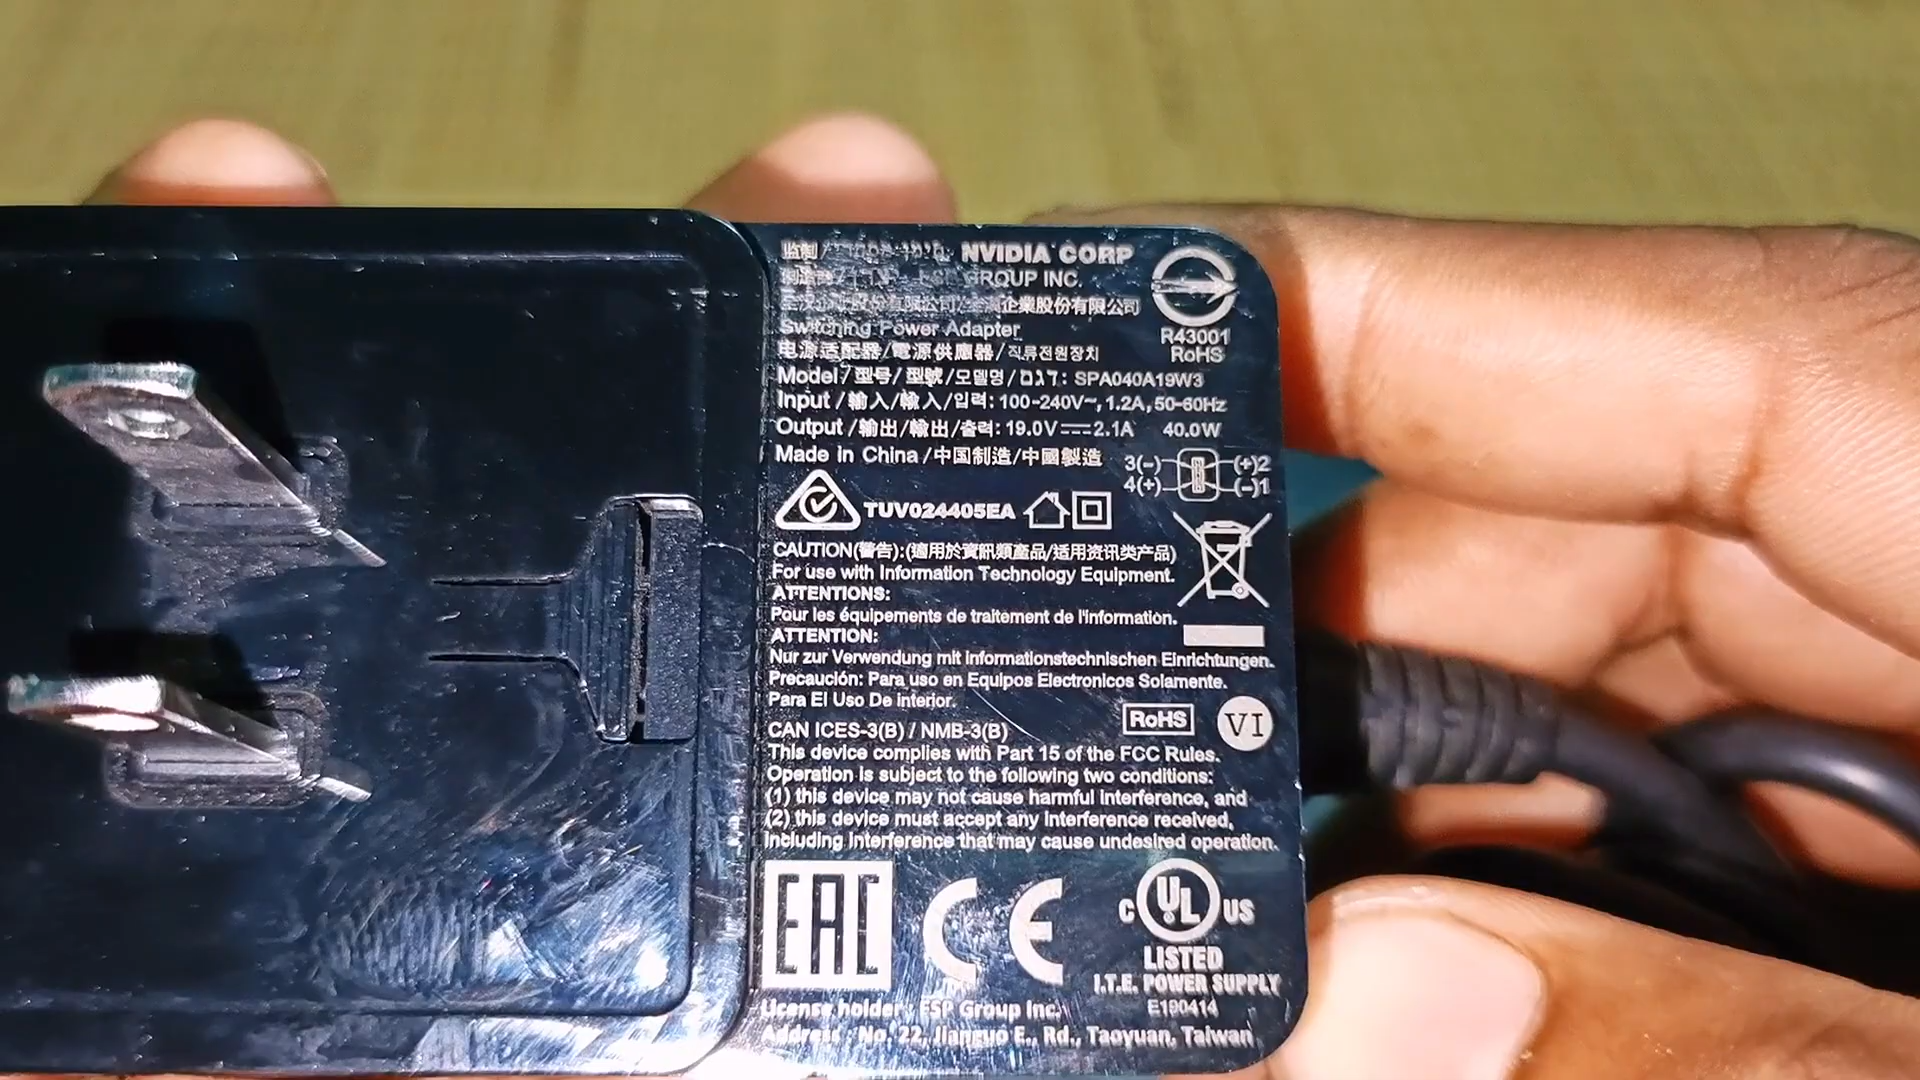 监制/ NVIDIA CORP
GROUP INC.
企業股份有限公司
R43001
RoHS
Switching Power Adapter
电源适配器/電源供應器/직류전원장치
Model/型号/型號/모델명/דגם: SPA040A19W3
Input/輸入/輸入/입력: 100-240V~, 1.2A, 50-60Hz
Output/输出/輸出/출력: 19.0V⎓2.1A 40.0W
Made in China/中国制造/中國製造
3(-) (+)2
4(+) (-)1
TUV024405EA
CAUTION(警告):(適用於資訊類產品/适用资讯类产品)
For use with Information Technology Equipment.
ATTENTIONS:
Pour les équipements de traitement de l'information.
ATTENTION:
Nur zur Verwendung mit informationstechnischen Einrichtungen.
Precaución: Para uso en Equipos Electronicos Solamente.
Para El Uso De interior.
RoHS VI
CAN ICES-3(B) / NMB-3(B)
This device complies with Part 15 of the FCC Rules.
Operation is subject to the following two conditions:
(1) this device may not cause harmful interference, and
(2) this device must accept any interference received,
including interference that may cause undesired operation.
EAC CE c UL US
LISTED
I.T.E. POWER SUPPLY
E190414
License holder: FSP Group Inc.
Address: No. 22, Jianguo E., Rd., Taoyuan, Taiwan